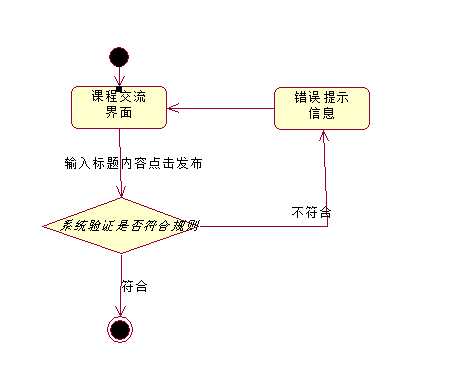 课程交流
界面
错误提示
信息
输入标题内容点击发布
系统验证是否符合规则
不符合
符合